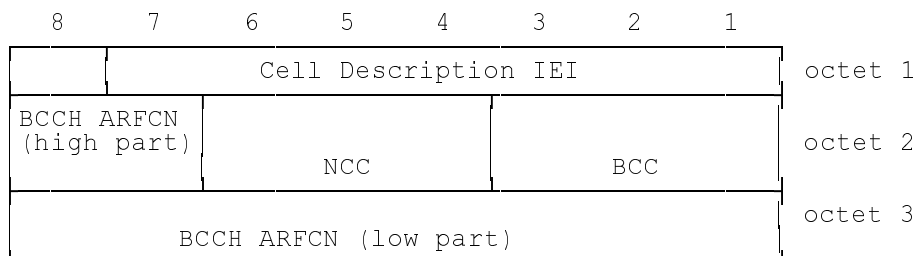 8 7 6 5 4 3 2 1
Cell Description IEI octet 1
BCCH ARFCN
(high part) octet 2
NCC BCC
octet 3
BCCH ARFCN (low part)